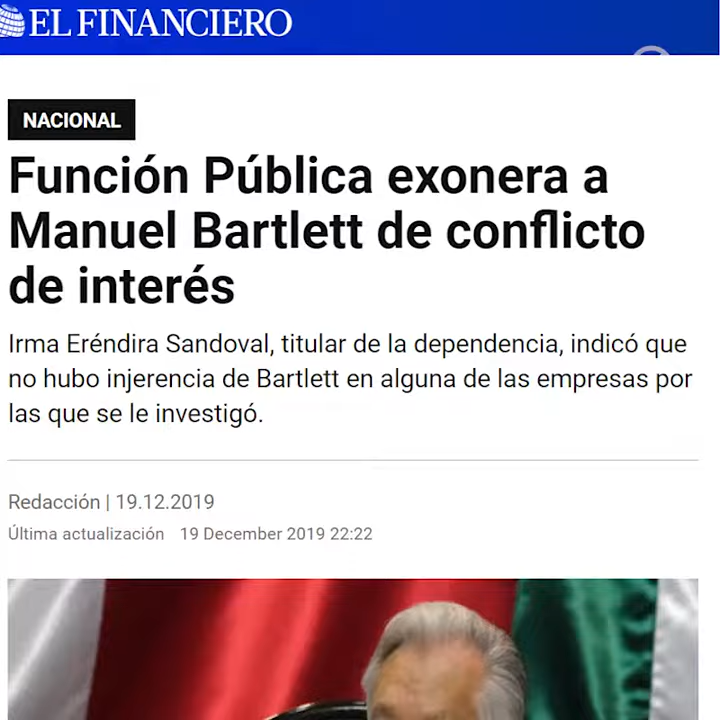 EL FINANCIERO
NACIONAL
Función Pública exonera a
Manuel Bartlett de conflicto
de interés
Irma Eréndira Sandoval, titular de la dependencia, indicó que
no hubo injerencia de Bartlett en alguna de las empresas por
las que se le investigó.
Redacción | 19.12.2019
Última actualización 19 December 2019 22:22